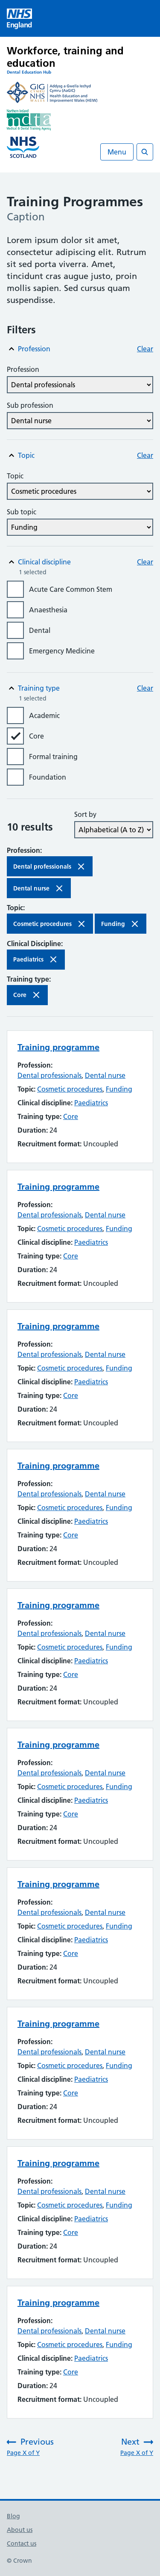 NHS
England
Workforce, training and
education
Dental Education Hub
GIG
CYMRU
NHS
WALES
Addysg a Gwella Iechyd
Cymru (AaGIC)
Health Education and
Improvement Wales (HEIW)
mdta
NHS
SCOTLAND
Menu
Training Programmes
Caption
Lorem ipsum dolor sit amet,
consectetur adi elit. Rutrum
sit sed porta viverra. Amet,
tincidunt cras augue justo, proin
mollis sapien. Sed cursus quam
suspendisse.
Filters
Profession Clear
Profession
Dental professionals
Sub profession
Dental nurse
Topic Clear
Topic
Cosmetic procedures
Sub topic
Funding
Clinical discipline Clear
1 selected
Acute Care Common Stem
Anaesthesia
Dental
Emergency Medicine
Training type Clear
1 selected
Academic
Core
Formal training
Foundation
Sort by
10 results
Alphabetical (A to Z)
Profession:
Dental professionals
Dental nurse
Topic:
Cosmetic procedures Funding
Clinical Discipline:
Paediatrics
Training type:
Core
Training programme
Profession:
Dental professionals, Dental nurse
Topic: Cosmetic procedures, Funding
Clinical discipline: Paediatrics
Training type: Core
Duration: 24
Recruitment format: Uncoupled
Training programme
Profession:
Dental professionals, Dental nurse
Topic: Cosmetic procedures, Funding
Clinical discipline: Paediatrics
Training type: Core
Duration: 24
Recruitment format: Uncoupled
Training programme
Profession:
Dental professionals, Dental nurse
Topic: Cosmetic procedures, Funding
Clinical discipline: Paediatrics
Training type: Core
Duration: 24
Recruitment format: Uncoupled
Training programme
Profession:
Dental professionals, Dental nurse
Topic: Cosmetic procedures, Funding
Clinical discipline: Paediatrics
Training type: Core
Duration: 24
Recruitment format: Uncoupled
Training programme
Profession:
Dental professionals, Dental nurse
Topic: Cosmetic procedures, Funding
Clinical discipline: Paediatrics
Training type: Core
Duration: 24
Recruitment format: Uncoupled
Training programme
Profession:
Dental professionals, Dental nurse
Topic: Cosmetic procedures, Funding
Clinical discipline: Paediatrics
Training type: Core
Duration: 24
Recruitment format: Uncoupled
Training programme
Profession:
Dental professionals, Dental nurse
Topic: Cosmetic procedures, Funding
Clinical discipline: Paediatrics
Training type: Core
Duration: 24
Recruitment format: Uncoupled
Training programme
Profession:
Dental professionals, Dental nurse
Topic: Cosmetic procedures, Funding
Clinical discipline: Paediatrics
Training type: Core
Duration: 24
Recruitment format: Uncoupled
Training programme
Profession:
Dental professionals, Dental nurse
Topic: Cosmetic procedures, Funding
Clinical discipline: Paediatrics
Training type: Core
Duration: 24
Recruitment format: Uncoupled
Training programme
Profession:
Dental professionals, Dental nurse
Topic: Cosmetic procedures, Funding
Clinical discipline: Paediatrics
Training type: Core
Duration: 24
Recruitment format: Uncoupled
Previous Next
Page X of Y Page X of Y
Blog
About us
Contact us
© Crown